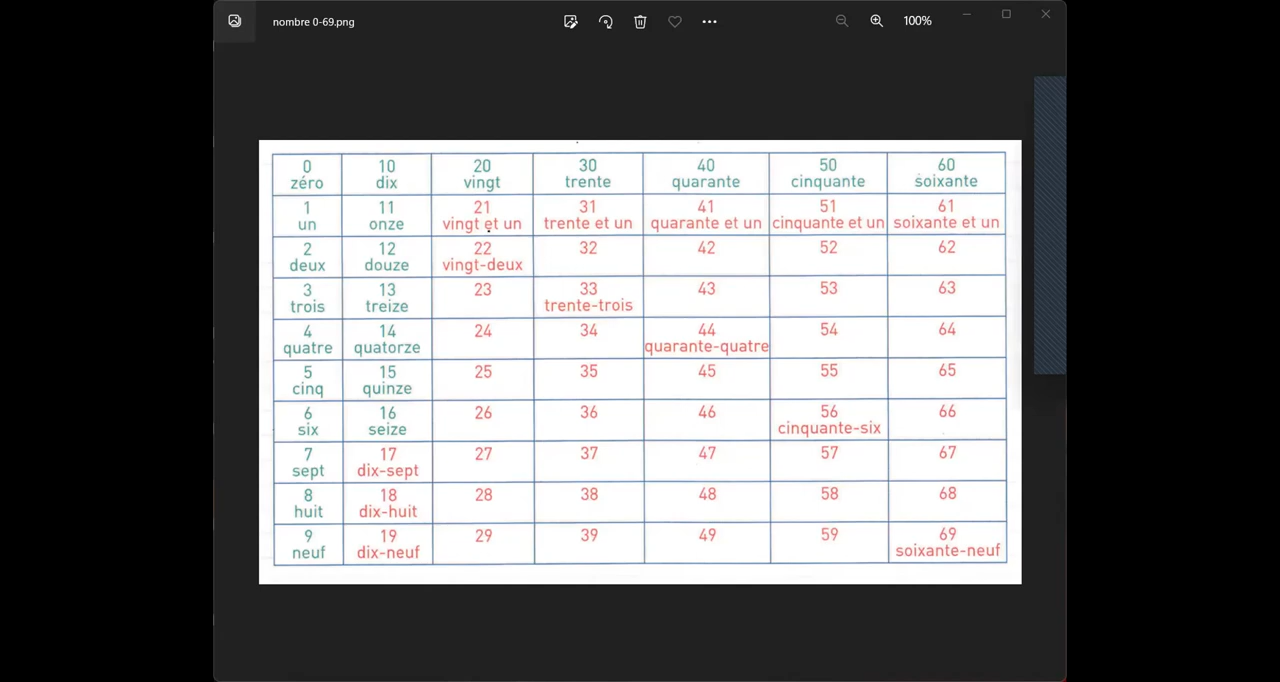 nombre 0-69.png
100%
0 10 20 30 40 50 60
zéro dix vingt trente quarante cinquante soixante
1 11 21 31 41 51 61
un onze vingt et un trente et un quarante et un cinquante et un soixante et un
2 12 22 32 42 52 62
deux douze vingt-deux
3 13 23 33 43 53 63
trois treize trente-trois
4 14 24 34 44 54 64
quatre quatorze quarante-quatre
5 15 25 35 45 55 65
cinq quinze
6 16 26 36 46 56 66
six seize cinquante-six
7 17 27 37 47 57 67
sept dix-sept
8 18 28 38 48 58 68
huit dix-huit
9 19 29 39 49 59 69
neuf dix-neuf soixante-neuf